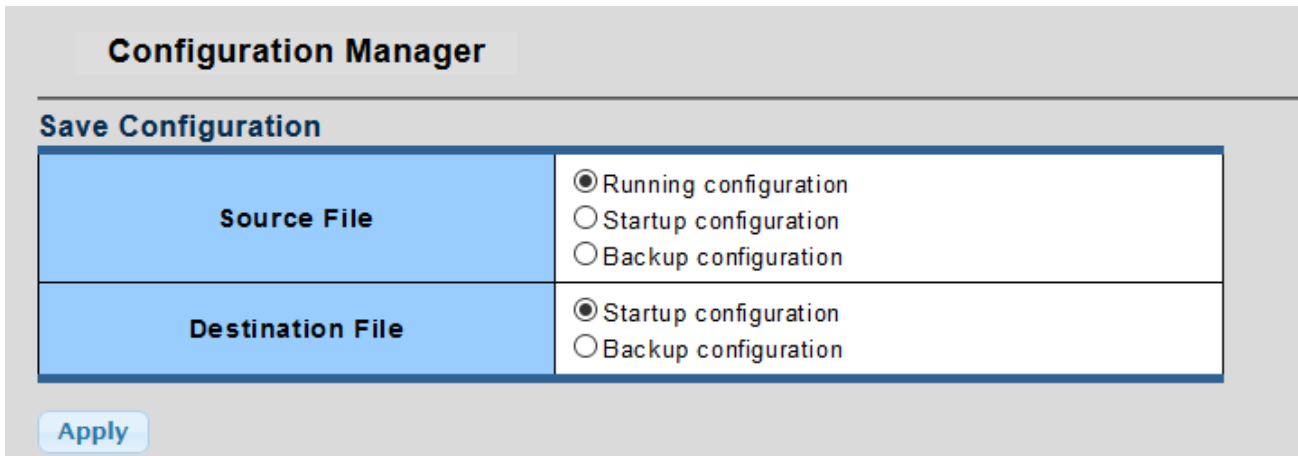 Configuration Manager
Save Configuration
Source File
Running configuration
Startup configuration
Backup configuration
Destination File
Startup configuration
Backup configuration
Apply